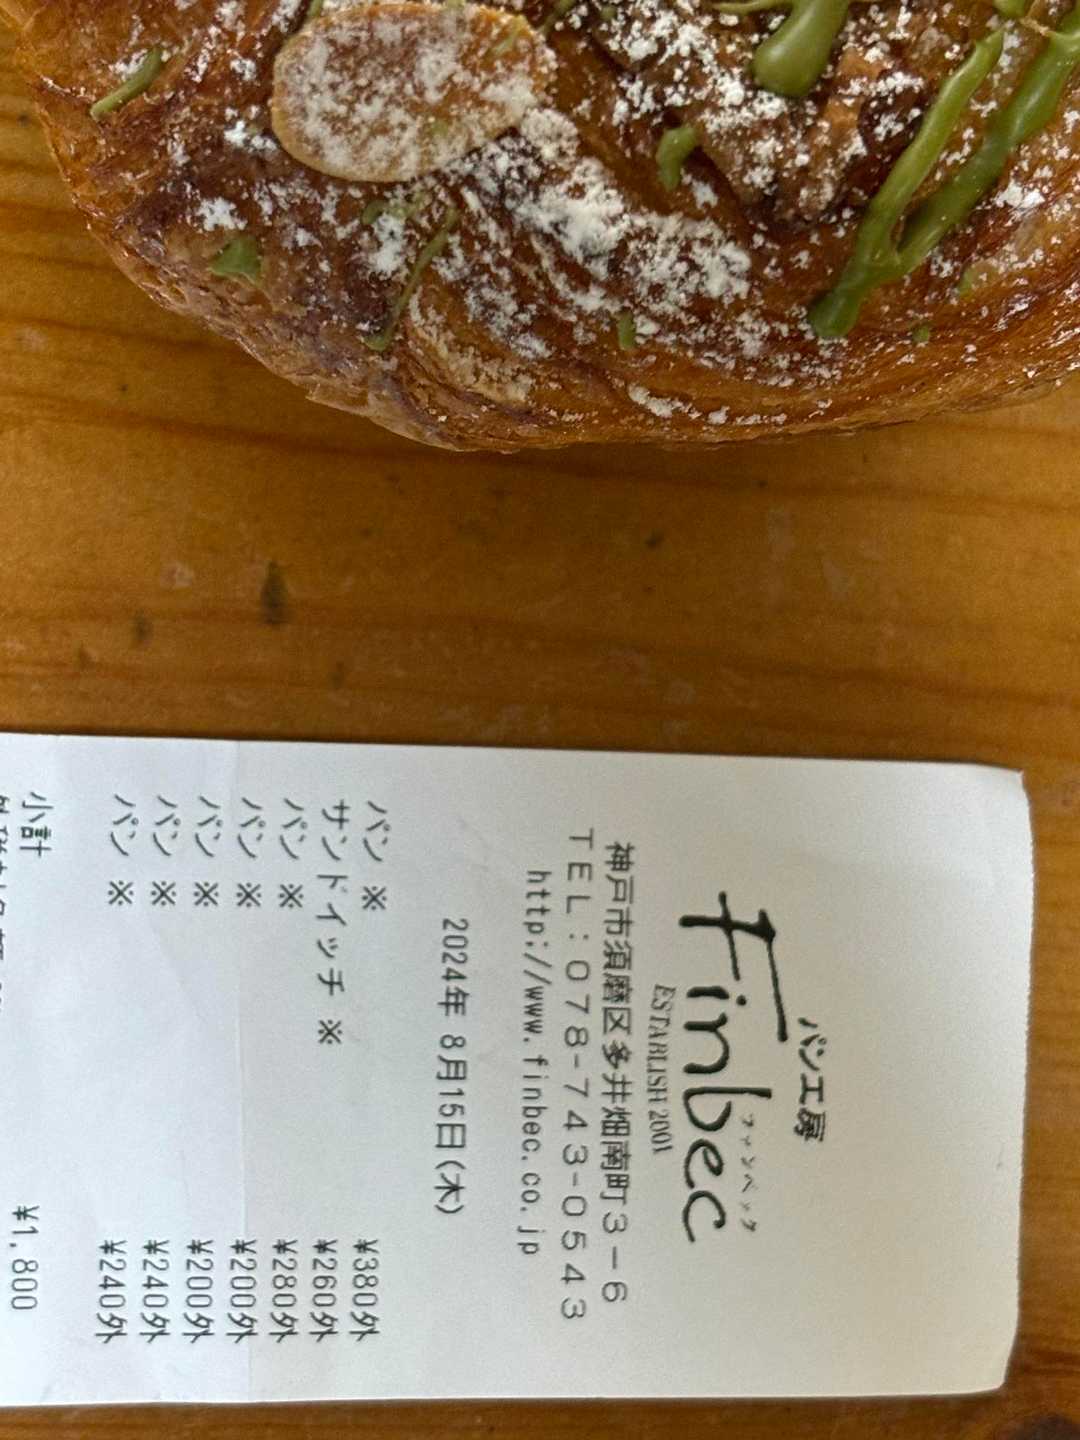 パン工房
Finbec
ファンベック
ESTABLISH 2001
神戸市須磨区多井畑南町3-6
TEL:078-743-0543
http://www.finbec.co.jp
2024年 8月15日(木)
パン ※ ¥380外
サンドイッチ ※ ¥260外
パン ※ ¥280外
パン ※ ¥200外
パン ※ ¥200外
パン ※ ¥240外
パン ※ ¥240外
小計 ¥1,800